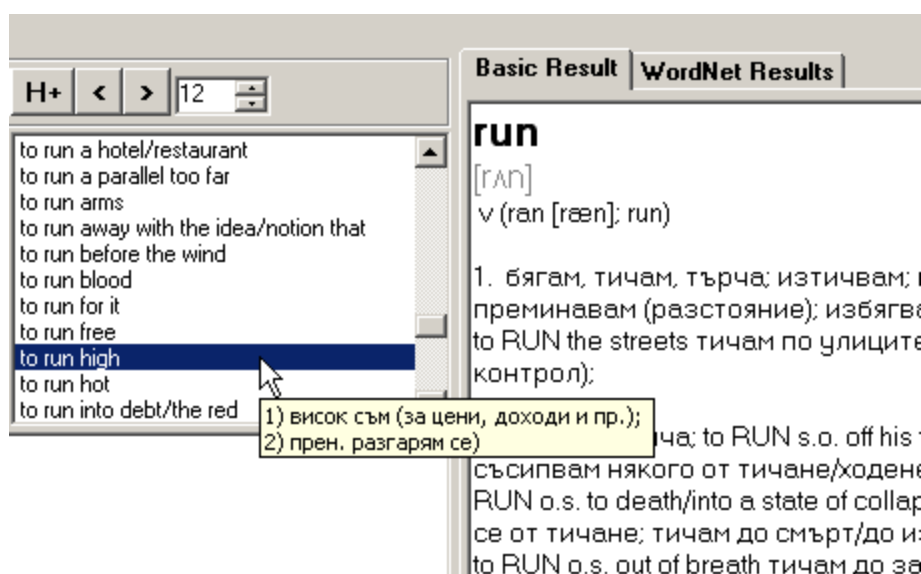 H+ < > 12
to run a hotel/restaurant
to run a parallel too far
to run arms
to run away with the idea/notion that
to run before the wind
to run blood
to run for it
to run free
to run high
to run hot
to run into debt/the red
1) висок съм (за цени, доходи и пр.);
2) прен. разгарям се)
Basic Result WordNet Results
run
[rʌn]
v (ran [ræn]; run)
1. бягам, тичам, търча; изтичвам;
преминавам (разстояние);
to RUN the streets тичам по улиците
контрол);
to RUN s.o. off his
съсипвам някого от тичане/ходене
RUN o.s. to death/into a state of
се от тичане; тичам до смърт/до
to RUN o.s. out of breath тичам до